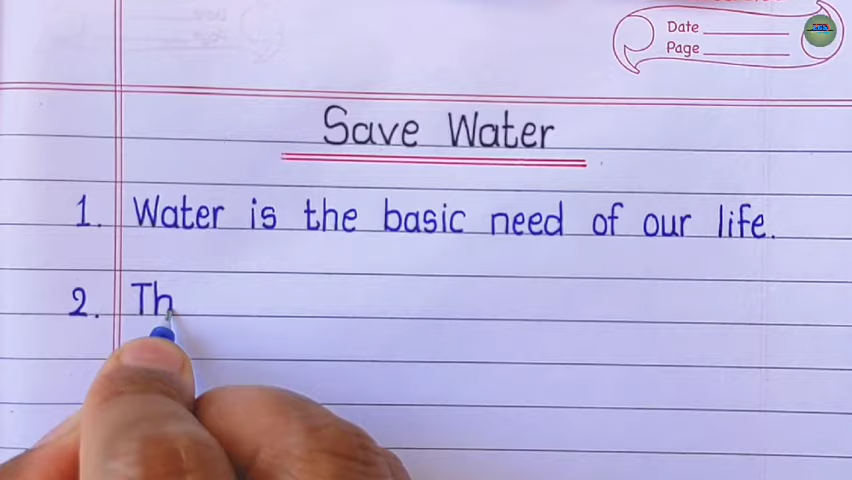 Date
Page
Save Water
1. Water is the basic need of our life.
2. Th